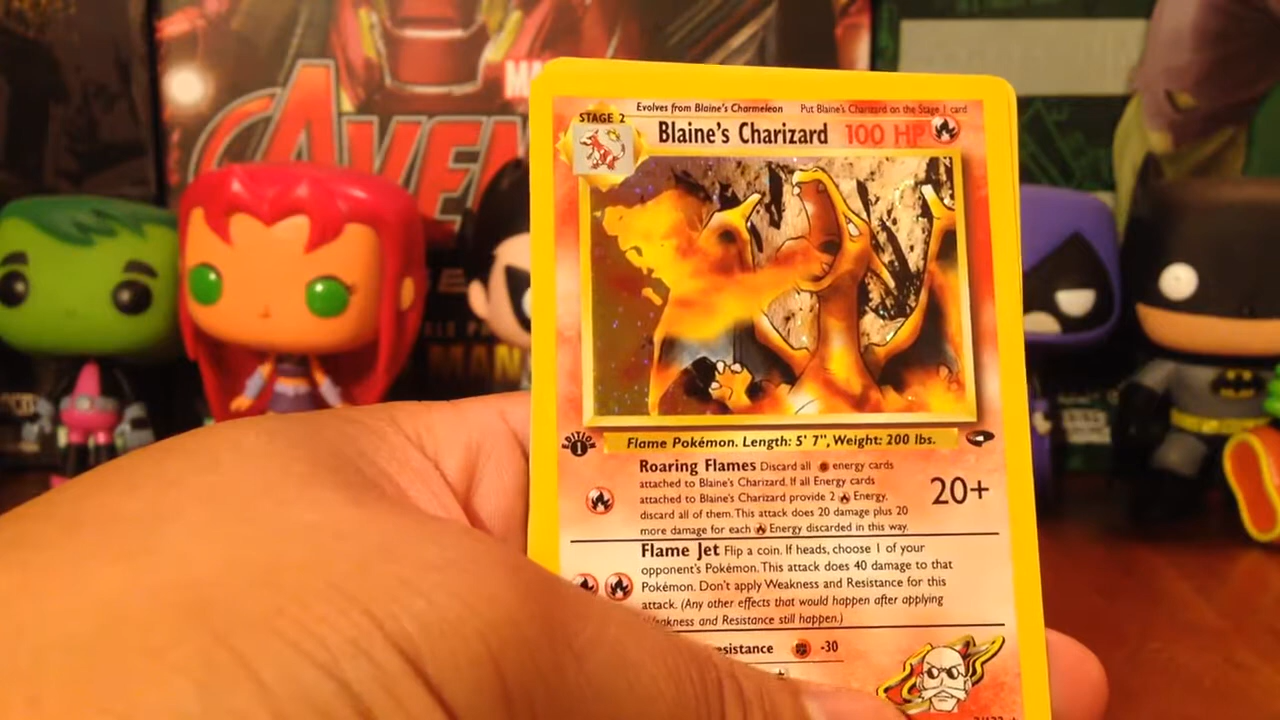 MA
AVEN
MAN
Evolves from Blaine's Charmeleon Put Blaine's Charizard on the Stage 1 card
STAGE 2
Blaine's Charizard 100 HP
EDITION 1
Flame Pokémon. Length: 5' 7", Weight: 200 lbs.
Roaring Flames Discard all energy cards
attached to Blaine's Charizard. If all Energy cards
attached to Blaine's Charizard provide 2 Energy,
discard all of them. This attack does 20 damage plus 20
more damage for each Energy discarded in this way.
20+
Flame Jet Flip a coin. If heads, choose 1 of your
opponent's Pokémon. This attack does 40 damage to that
Pokémon. Don't apply Weakness and Resistance for this
attack. (Any other effects that would happen after applying
Weakness and Resistance still happen.)
esistance -30